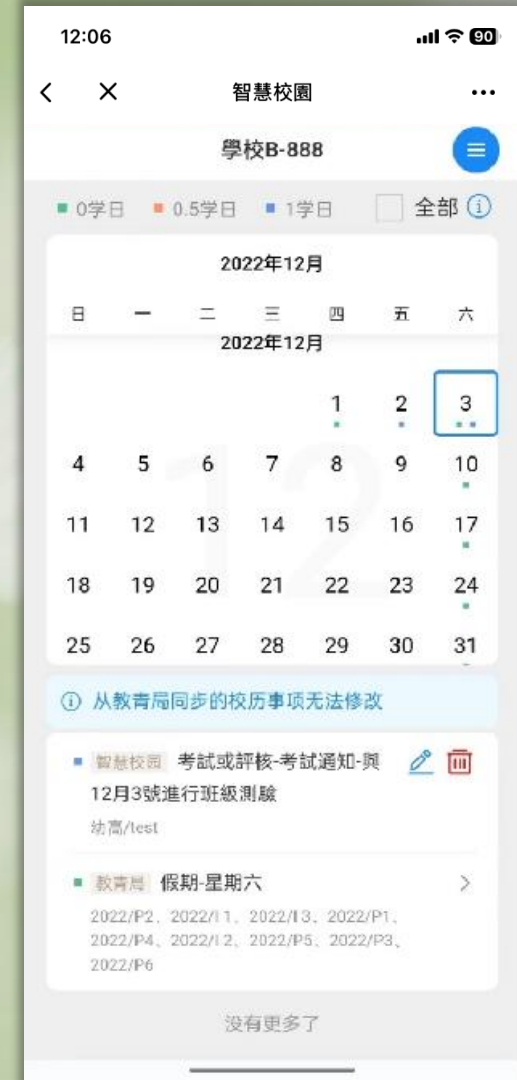 12:06 90
智慧校園
學校B-888
0学日 0.5学日 1学日 全部
2022年12月
日 一 二 三 四 五 六
2022年12月
1 2 3
4 5 6 7 8 9 10
11 12 13 14 15 16 17
18 19 20 21 22 23 24
25 26 27 28 29 30 31
从教青局同步的校历事项无法修改
智慧校园 考試或評核-考試通知-與
12月3號進行班級測驗
幼高/test
教青局 假期-星期六
2022/P2、2022/I1、2022/I3、2022/P1、
2022/P4、2022/I2、2022/P5、2022/P3、
2022/P6
没有更多了